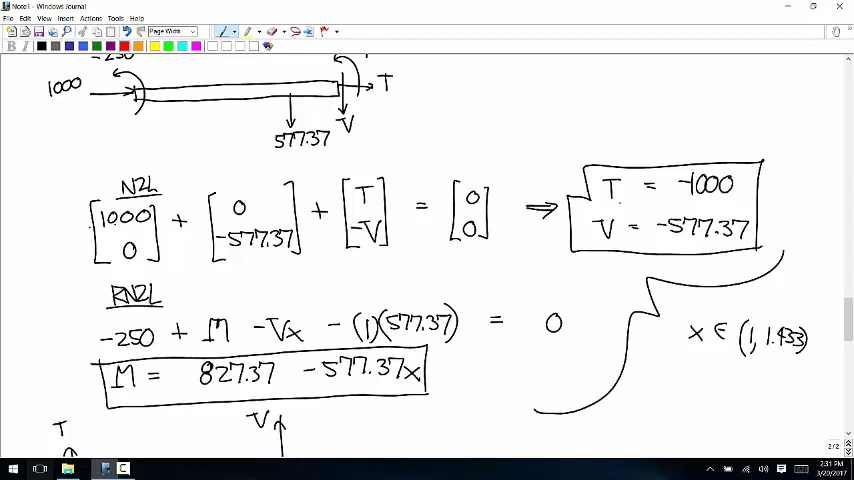 Note1 - Windows Journal
File Edit View Insert Actions Tools Help
Page Width
B I
-250
1000
T
V
577.37
N2L
[1000 0] + [0 -577.37] + [T -V] = [0 0] ⇒ T = -1000
V = -577.37
RN2L
-250 + M - Vx - (1)(577.37) = 0
x ∈ (1, 1.433)
M = 827.37 - 577.37x
T
V
2/2
2:31 PM
3/20/2017